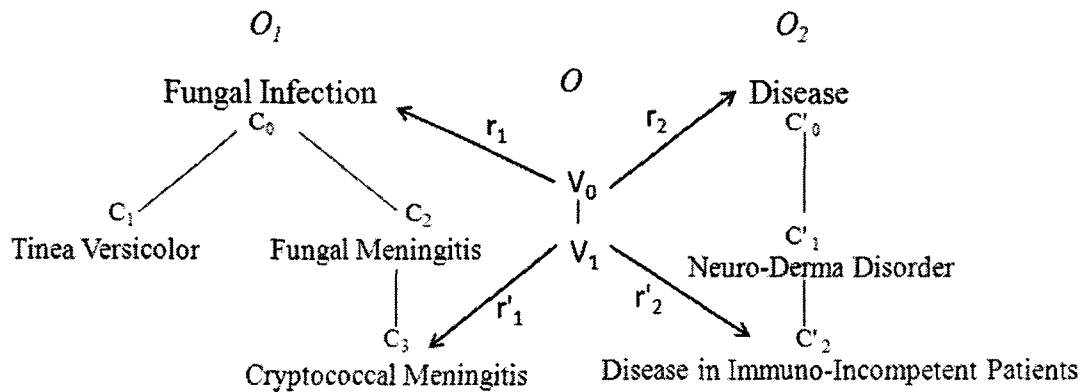 O₁
O₂
O
Fungal Infection
Disease
C₀
C'₀
r₁
r₂
V₀
C₁
C₂
Tinea Versicolor
Fungal Meningitis
V₁
C'₁
Neuro-Derma Disorder
r'₁
r'₂
C₃
C'₂
Cryptococcal Meningitis
Disease in Immuno-Incompetent Patients